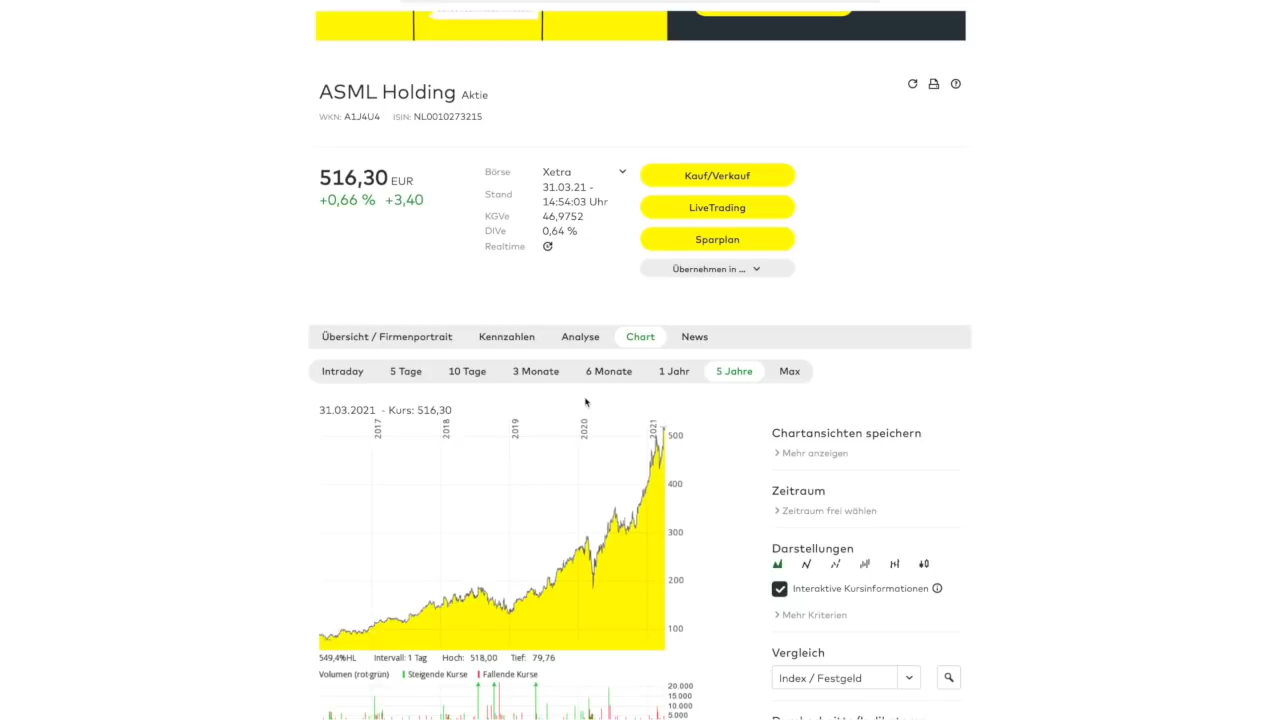 ASML Holding Aktie
WKN: A1J4U4 ISIN: NL0010273215
516,30 EUR
+0,66 % +3,40
Börse Xetra
Stand 31.03.21 -
14:54:03 Uhr
KGVe 46,9752
DIVe 0,64 %
Realtime
Kauf/Verkauf
LiveTrading
Sparplan
Übernehmen in ...
Übersicht / Firmenportrait Kennzahlen Analyse Chart News
Intraday 5 Tage 10 Tage 3 Monate 6 Monate 1 Jahr 5 Jahre Max
31.03.2021 - Kurs: 516,30
2017 2018 2019 2020 2021
500
400
300
200
100
549,4%HL Intervall: 1 Tag Hoch: 518,00 Tief: 79,76
Volumen (rot-grün) Steigende Kurse Fallende Kurse
20.000
15.000
10.000
5.000
Chartansichten speichern
Mehr anzeigen
Zeitraum
Zeitraum frei wählen
Darstellungen
Interaktive Kursinformationen
Mehr Kriterien
Vergleich
Index / Festgeld